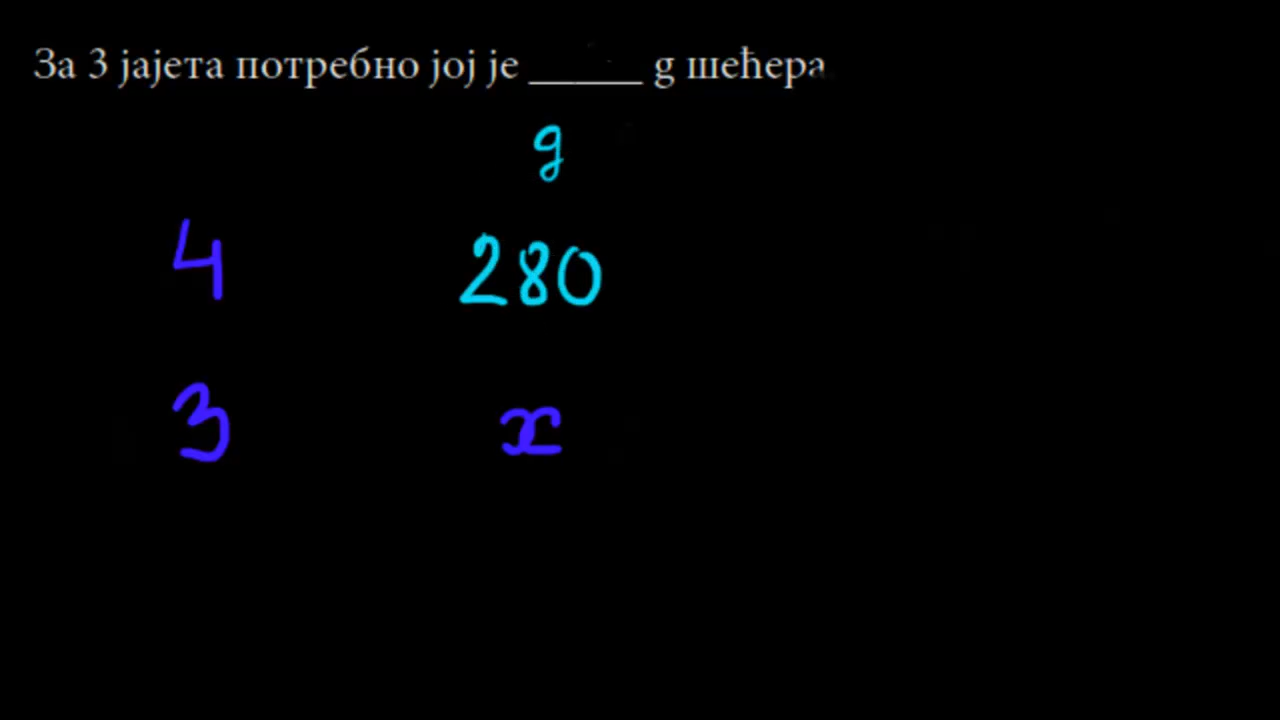 За 3 јајета потребно јој је _____ g шећера
g
4 280
3 x